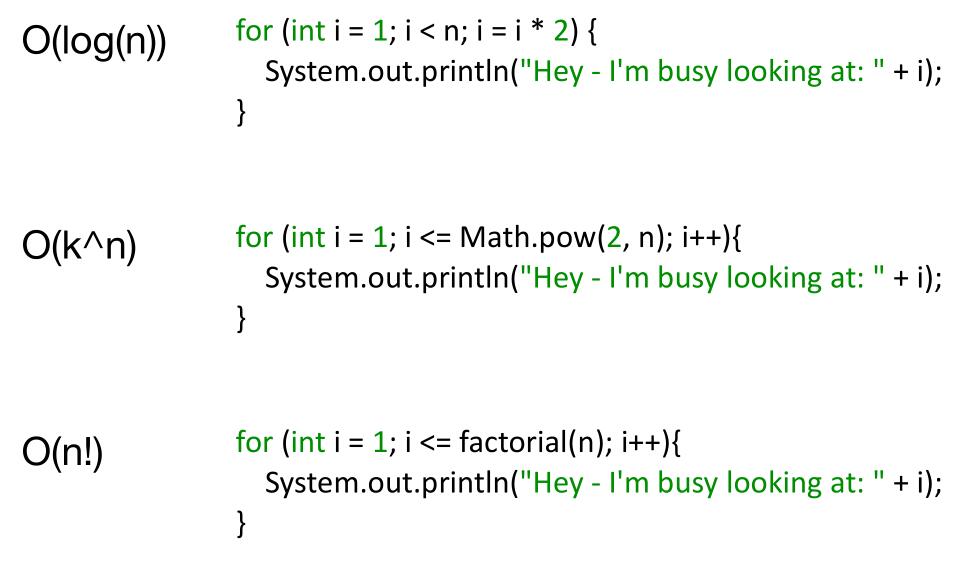 O(log(n))
for (int i = 1; i < n; i = i * 2) {
System.out.println("Hey - I'm busy looking at: " + i);
}
O(k^n)
for (int i = 1; i <= Math.pow(2, n); i++){
System.out.println("Hey - I'm busy looking at: " + i);
}
O(n!)
for (int i = 1; i <= factorial(n); i++){
System.out.println("Hey - I'm busy looking at: " + i);
}